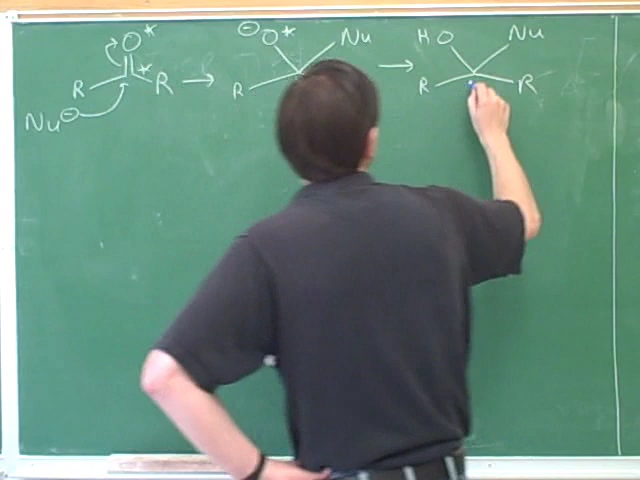 O* ⊖ O* Nu HO Nu
* R R → R → R R
Nu⊖